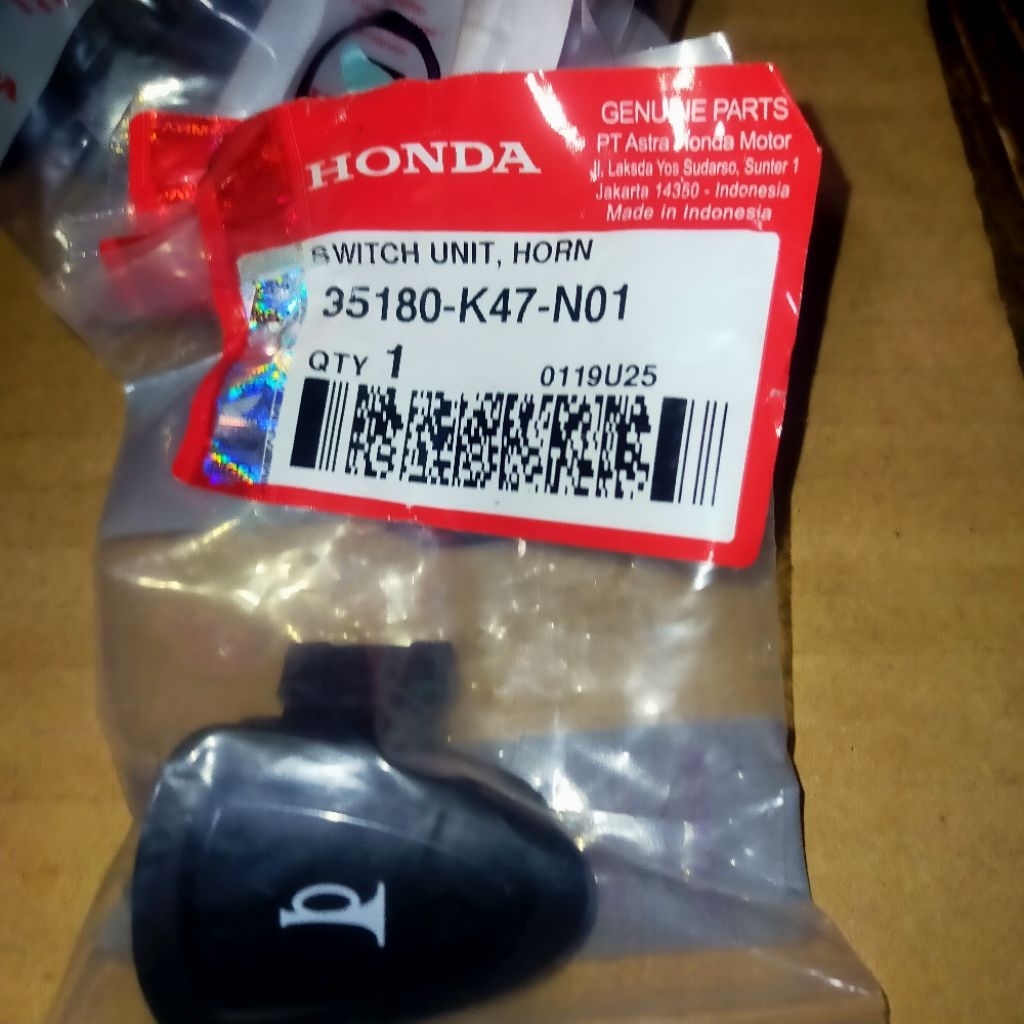 HONDA
GENUINE PARTS
PT Astra Honda Motor
Jl. Laksda Yos Sudarso, Sunter 1
Jakarta 14350 - Indonesia
Made in Indonesia
SWITCH UNIT, HORN
35180-K47-N01
QTY 1
0119U25